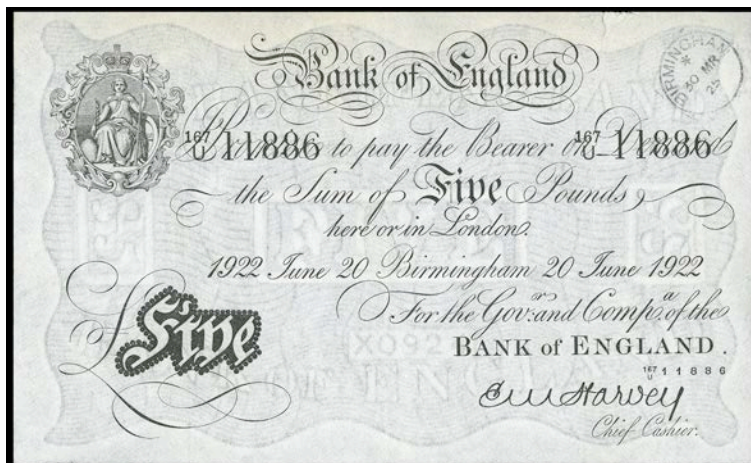 Bank of England
BIRMINGHAM
* 30 MR 25
167/U 11886 167/U 11886
Promise to pay the Bearer on Demand
the Sum of Five Pounds
here or in London.
1922 June 20 Birmingham 20 June 1922
For the Govr. and Compa. of the
BANK of ENGLAND.
167/U 11886
Five
E M Harvey
Chief Cashier.